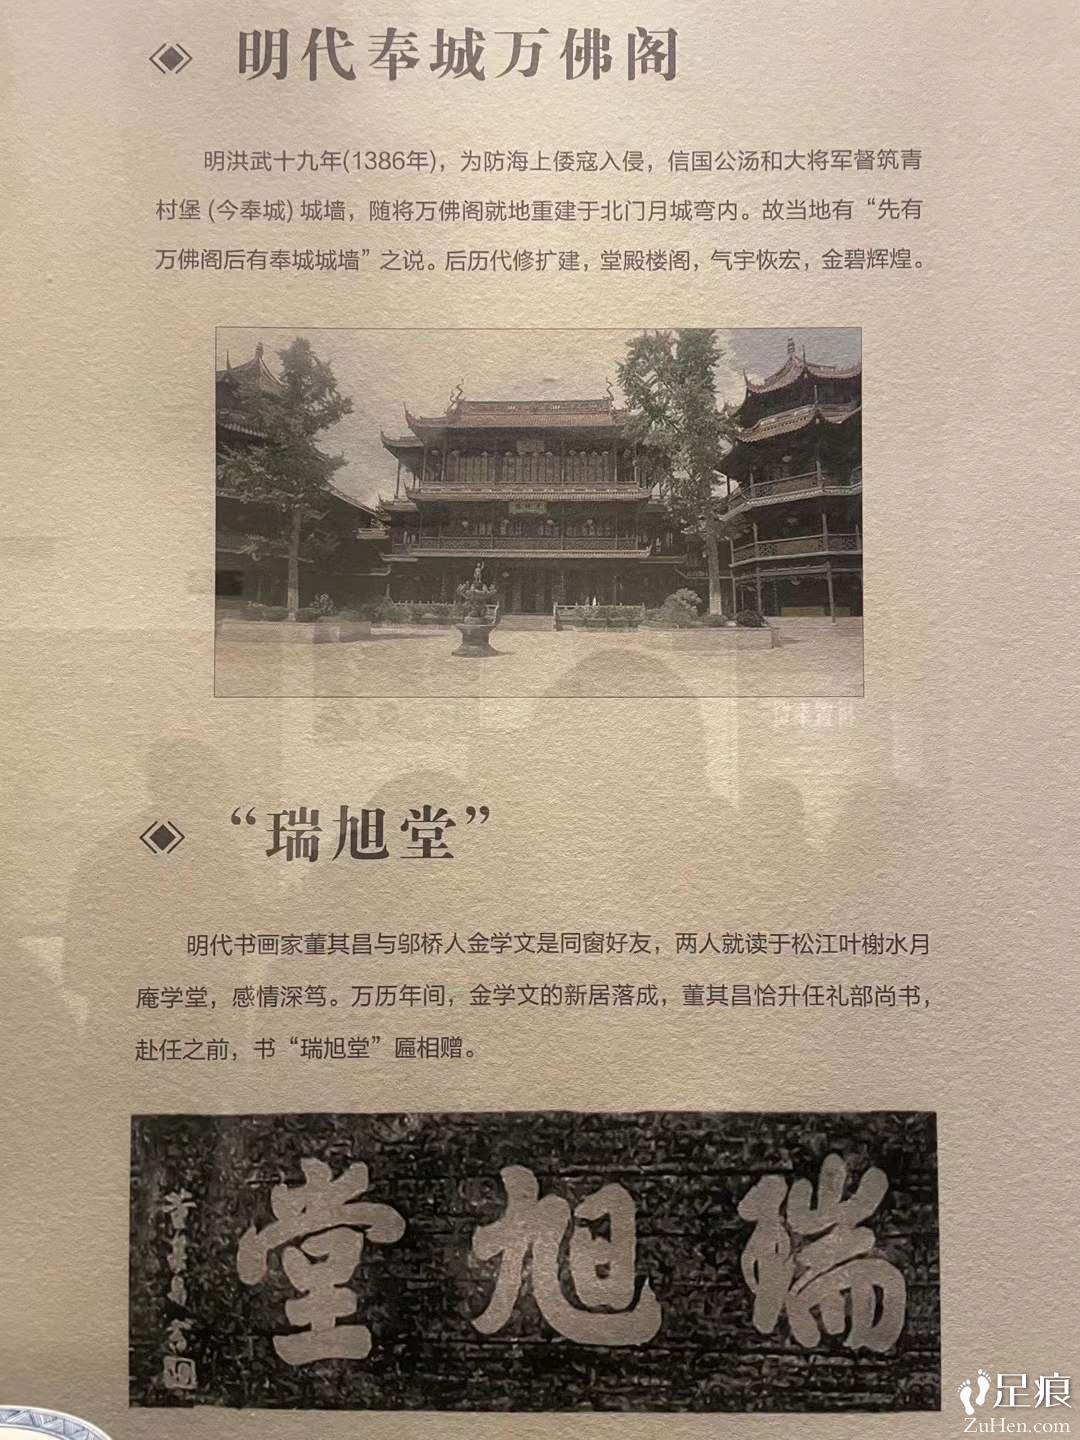 明代奉城万佛阁
明洪武十九年(1386年)，为防海上倭寇入侵，信国公汤和大将军督筑青
村堡 (今奉城) 城墙，随将万佛阁就地重建于北门月城弯内。故当地有“先有
万佛阁后有奉城城墙”之说。后历代修扩建，堂殿楼阁，气宇恢宏，金碧辉煌。
“瑞旭堂”
明代书画家董其昌与邬桥人金学文是同窗好友，两人就读于松江叶榭水月
庵学堂，感情深笃。万历年间，金学文的新居落成，董其昌恰升任礼部尚书，
赴任之前，书“瑞旭堂”匾相赠。
瑞旭堂
董其昌书
足痕
ZuHen.com